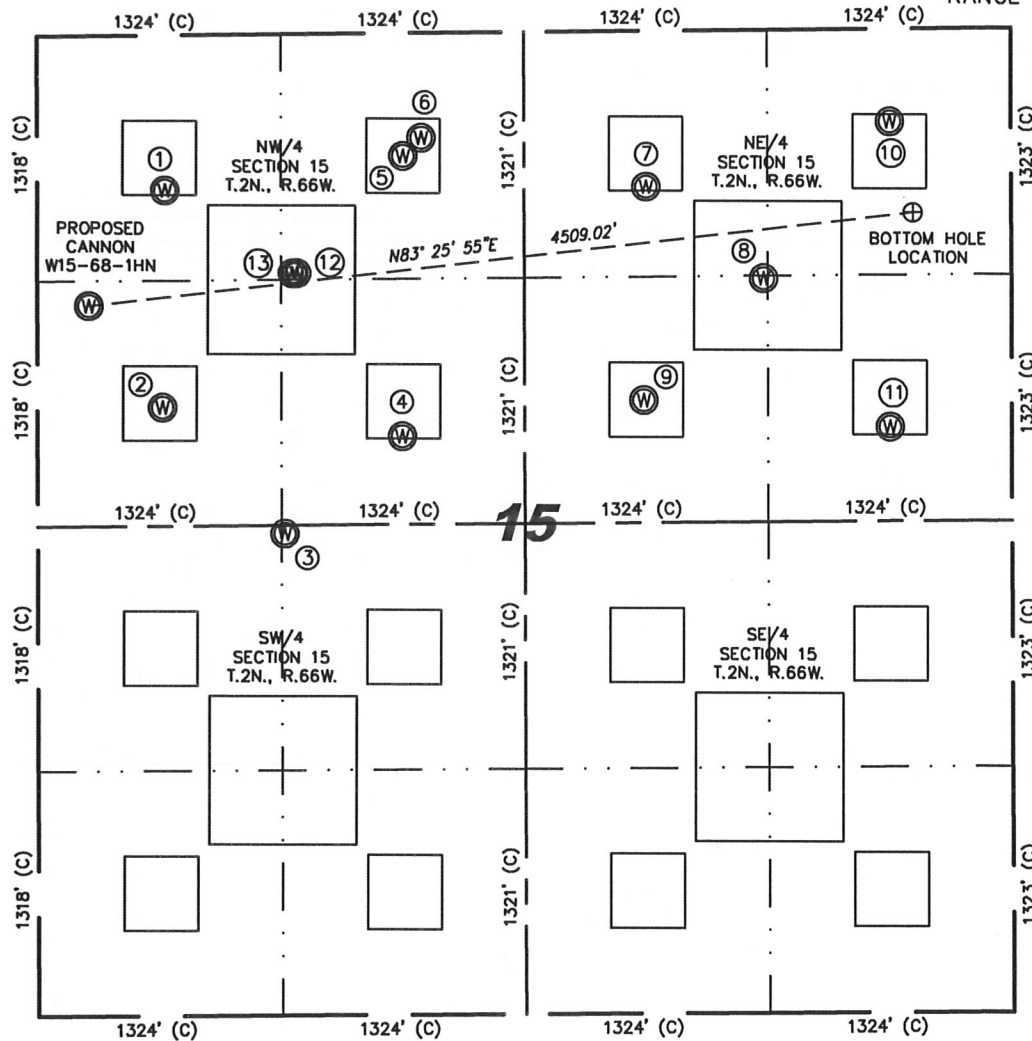 RANGE
1324' (C)
1324' (C)
1324' (C)
1324' (C)
1318' (C)
1321' (C)
1323' (C)
①
W
⑥
W
⑤
W
NW/4
SECTION 15
T.2N., R.66W.
⑦
W
NE/4
SECTION 15
T.2N., R.66W.
W
⑩
PROPOSED
CANNON
W15-68-1HN
W
N83° 25' 55"E
4509.02'
BOTTOM HOLE
LOCATION
⑬
W
⑫
⑧
W
1318' (C)
1321' (C)
1323' (C)
②
W
④
W
⑨
W
⑪
W
1324' (C)
1324' (C)
15
1324' (C)
1324' (C)
W
③
1318' (C)
1321' (C)
1323' (C)
SW/4
SECTION 15
T.2N., R.66W.
SE/4
SECTION 15
T.2N., R.66W.
1318' (C)
1321' (C)
1323' (C)
1324' (C)
1324' (C)
1324' (C)
1324' (C)